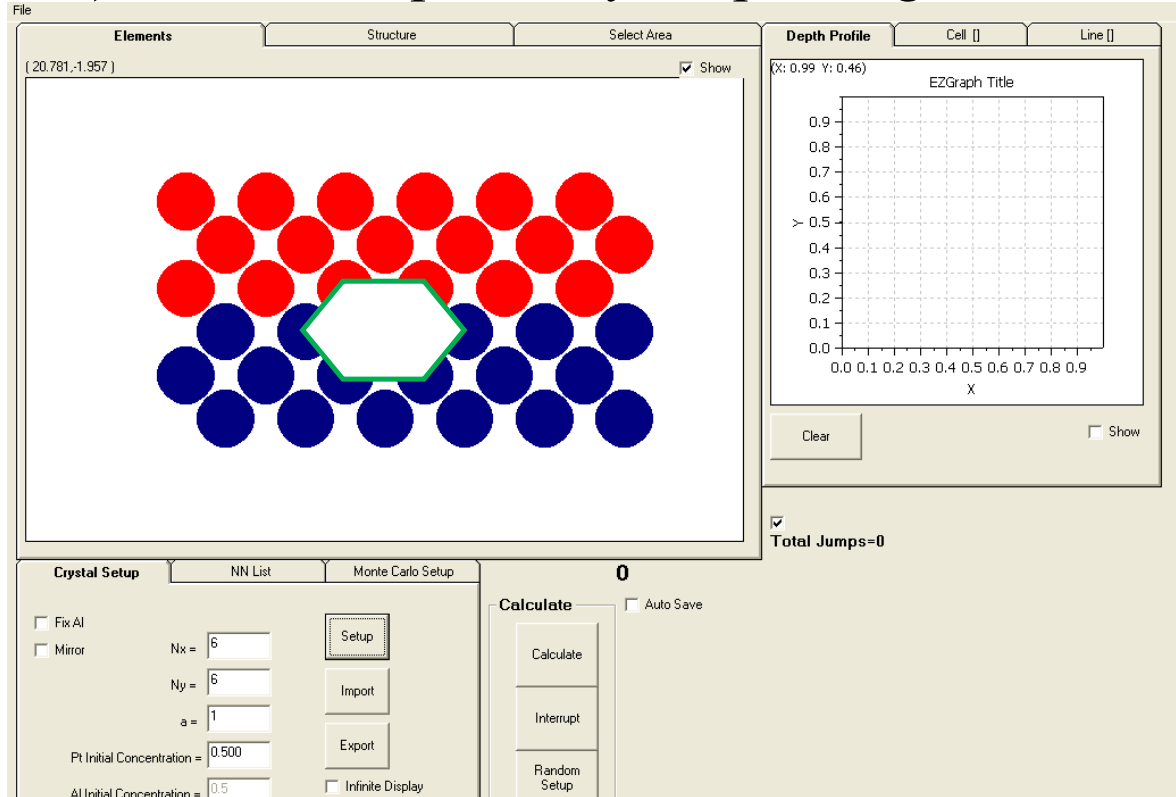 File
Elements Structure Select Area
( 20.781,-1.957 ) Show
Depth Profile Cell [] Line []
(X: 0.99 Y: 0.46)
EZGraph Title
0.9
0.8
0.7
0.6
Y 0.5
0.4
0.3
0.2
0.1
0.0
0.0 0.1 0.2 0.3 0.4 0.5 0.6 0.7 0.8 0.9
X
Clear Show
Total Jumps=0
Crystal Setup NN List Monte Carlo Setup
0
Calculate Auto Save
Fix Al
Mirror
Nx = 6
Setup
Calculate
Ny = 6
Import
a = 1
Interrupt
Pt Initial Concentration = 0.500
Export
Random
Setup
Al Initial Concentration = 0.5
Infinite Display